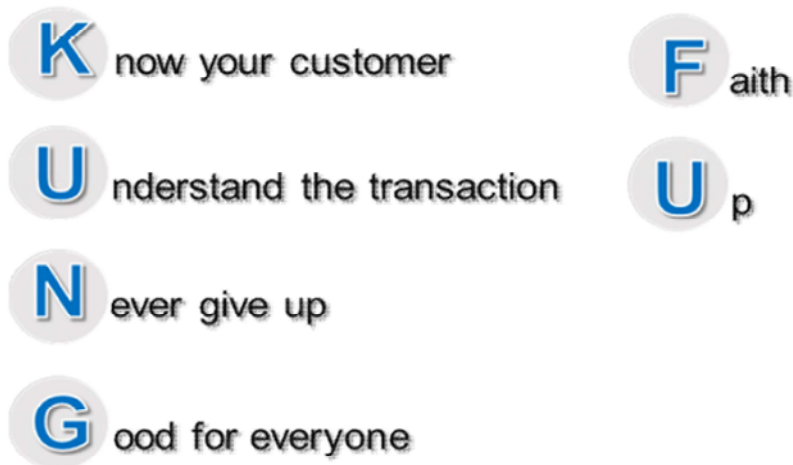 Know your customer
Understand the transaction
Never give up
Good for everyone
Faith
Up